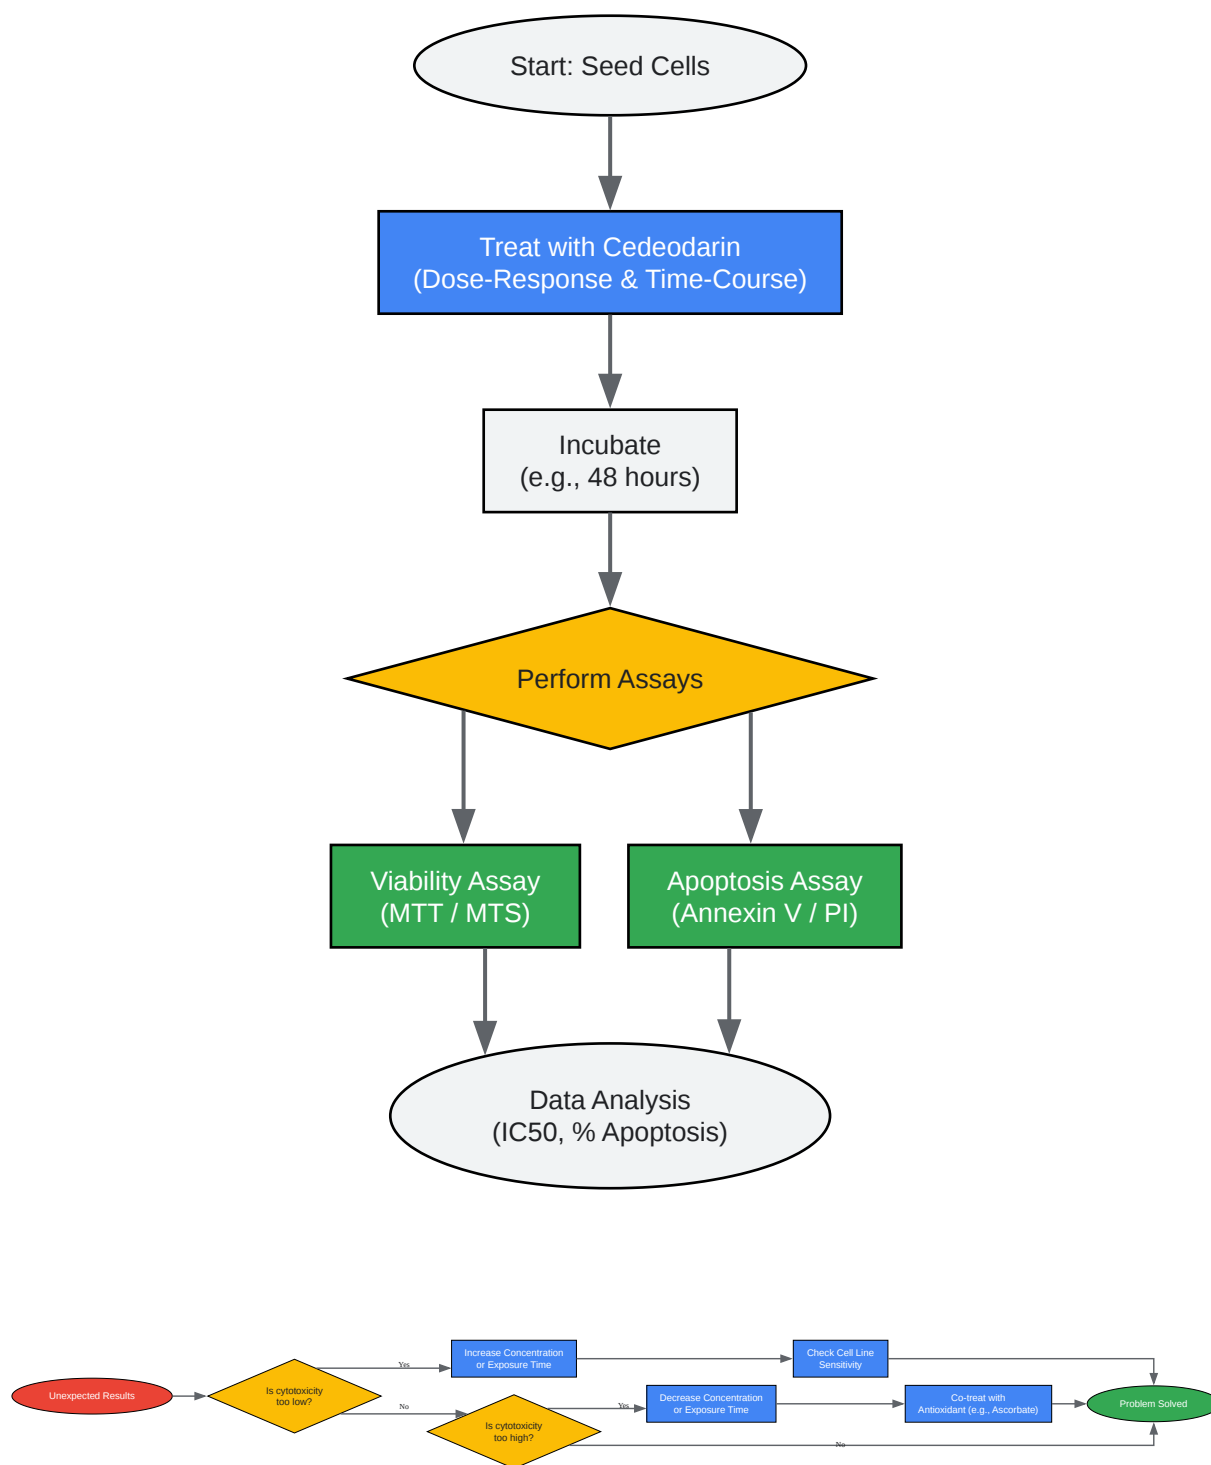 Start: Seed Cells
Treat with Cedeodarin
(Dose-Response & Time-Course)
Incubate
(e.g., 48 hours)
Perform Assays
Viability Assay
(MTT / MTS)
Apoptosis Assay
(Annexin V / PI)
Data Analysis
(IC50, % Apoptosis)
Unexpected Results
Is cytotoxicity
too low?
Yes
Increase Concentration
or Exposure Time
Check Cell Line
Sensitivity
No
Is cytotoxicity
too high?
Yes
Decrease Concentration
or Exposure Time
Co-treat with
Antioxidant (e.g., Ascorbate)
Problem Solved
No